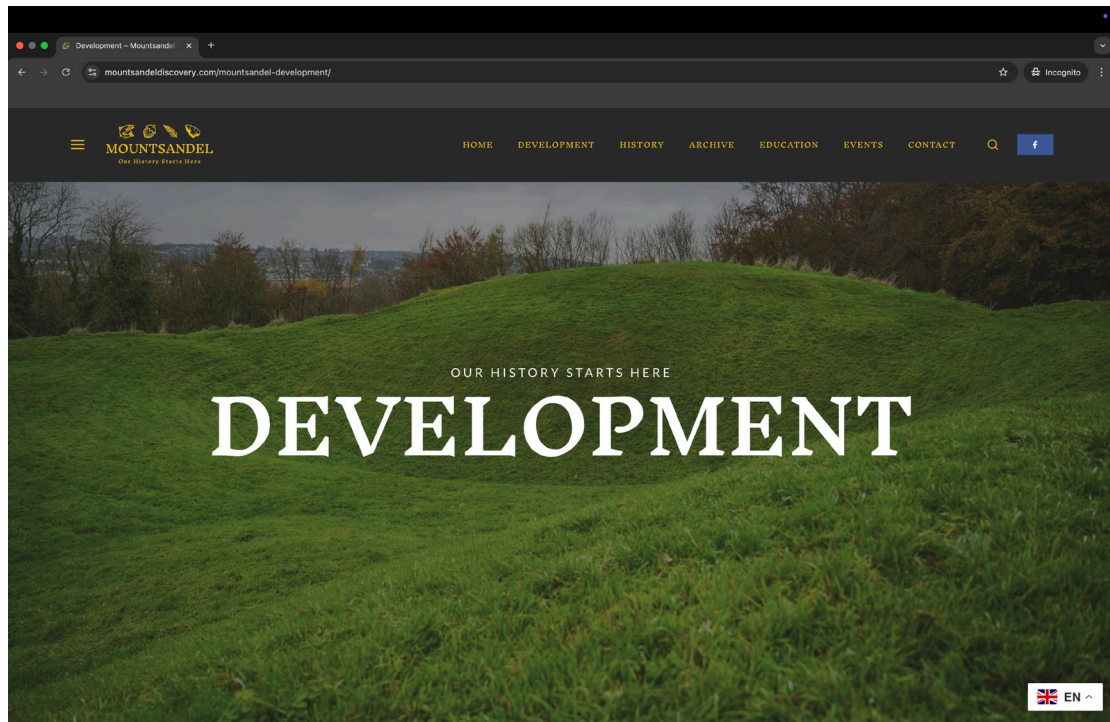 Development – Mountsandel
mountsandeldiscovery.com/mountsandel-development/
Incognito
MOUNTSANDEL
Our History Starts Here
HOME DEVELOPMENT HISTORY ARCHIVE EDUCATION EVENTS CONTACT
f
OUR HISTORY STARTS HERE
DEVELOPMENT
EN